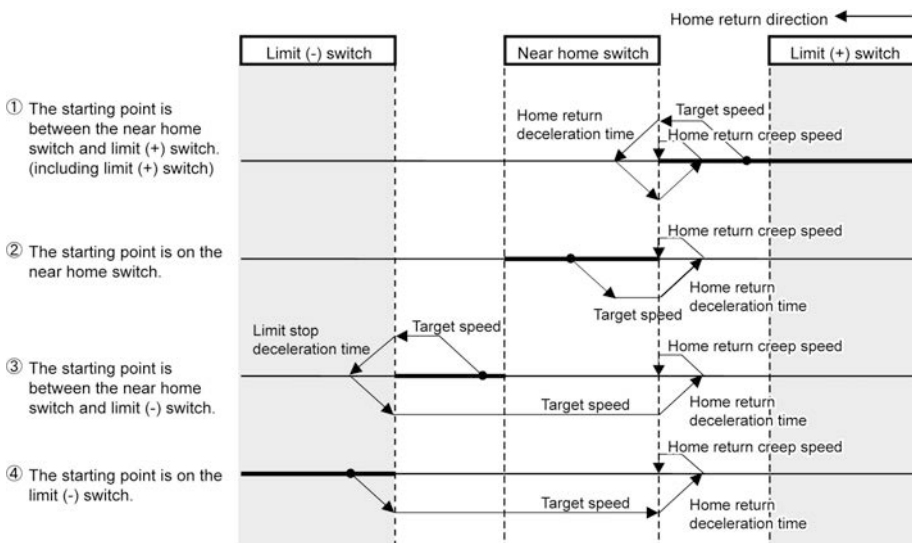 Home return direction
Limit (-) switch
Near home switch
Limit (+) switch
① The starting point is
between the near home
switch and limit (+) switch.
(including limit (+) switch)
Home return
deceleration time
Target speed
Home return creep speed
② The starting point is on the
near home switch.
Home return creep speed
Home return
deceleration time
Target speed
③ The starting point is
between the near home
switch and limit (-) switch.
Limit stop
deceleration time
Target speed
Home return creep speed
Target speed
Home return
deceleration time
④ The starting point is on the
limit (-) switch.
Home return creep speed
Target speed
Home return
deceleration time